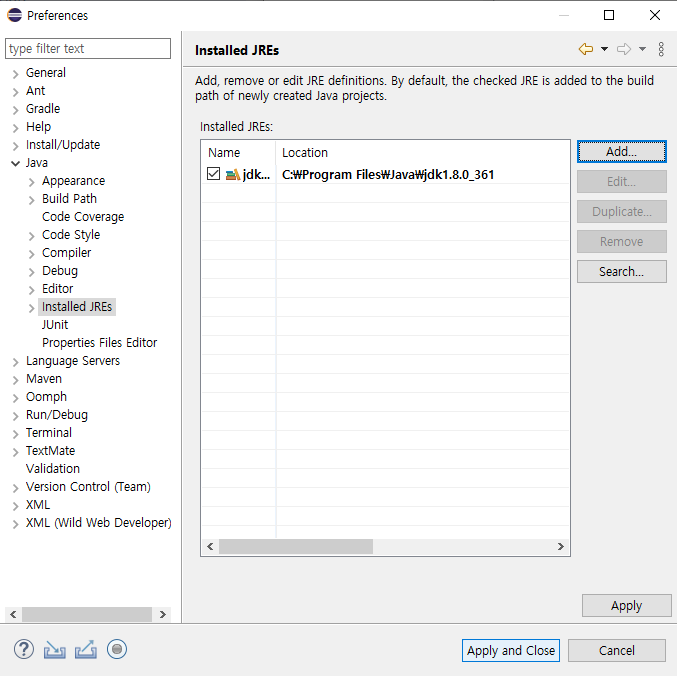 Preferences
type filter text
General
Ant
Gradle
Help
Install/Update
Java
Appearance
Build Path
Code Coverage
Code Style
Compiler
Debug
Editor
Installed JREs
JUnit
Properties Files Editor
Language Servers
Maven
Oomph
Run/Debug
Terminal
TextMate
Validation
Version Control (Team)
XML
XML (Wild Web Developer)
Installed JREs
Add, remove or edit JRE definitions. By default, the checked JRE is added to the build
path of newly created Java projects.
Installed JREs:
Name Location
jdk... C:₩Program Files₩Java₩jdk1.8.0_361
Add...
Edit...
Duplicate...
Remove
Search...
Apply
Apply and Close
Cancel